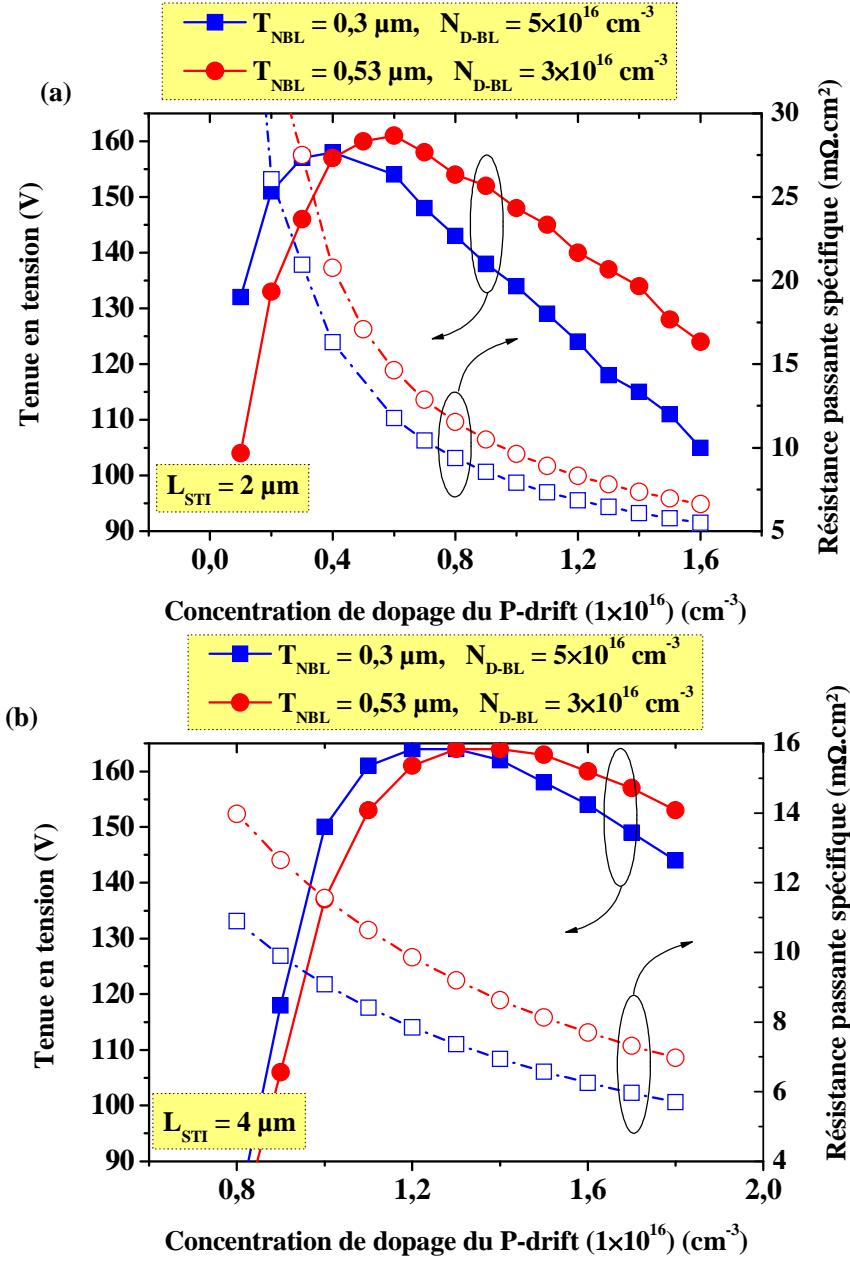 T_NBL = 0,3 µm, N_D-BL = 5×10^16 cm^-3
T_NBL = 0,53 µm, N_D-BL = 3×10^16 cm^-3
(a)
Tenue en tension (V)
160
150
140
130
120
110
100
90
30
25
20
15
10
5
Résistance passante spécifique (mΩ.cm²)
L_STI = 2 µm
0,0 0,4 0,8 1,2 1,6
Concentration de dopage du P-drift (1×10^16) (cm^-3)
T_NBL = 0,3 µm, N_D-BL = 5×10^16 cm^-3
T_NBL = 0,53 µm, N_D-BL = 3×10^16 cm^-3
(b)
Tenue en tension (V)
160
150
140
130
120
110
100
90
16
14
12
10
8
6
4
Résistance passante spécifique (mΩ.cm²)
L_STI = 4 µm
0,8 1,2 1,6 2,0
Concentration de dopage du P-drift (1×10^16) (cm^-3)